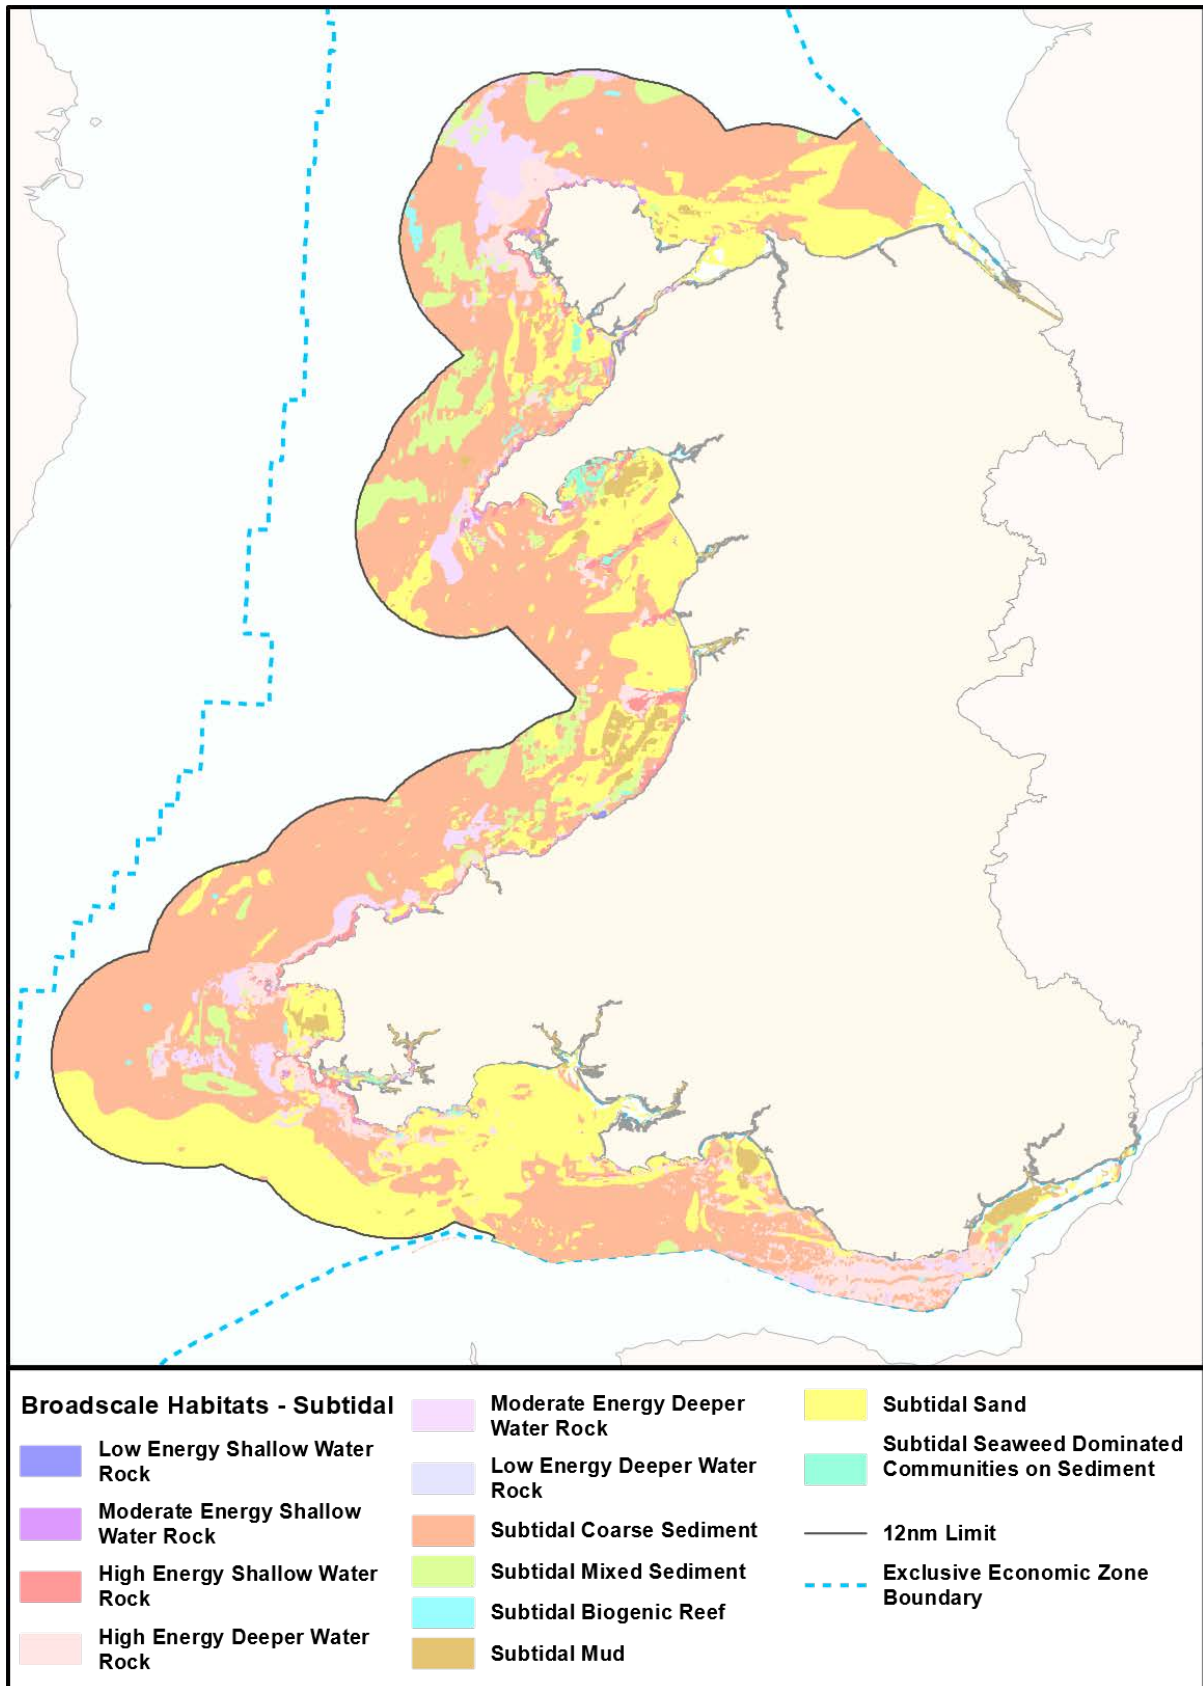 Broadscale Habitats - Subtidal
Low Energy Shallow Water
Rock
Moderate Energy Shallow
Water Rock
High Energy Shallow Water
Rock
High Energy Deeper Water
Rock
Moderate Energy Deeper
Water Rock
Low Energy Deeper Water
Rock
Subtidal Coarse Sediment
Subtidal Mixed Sediment
Subtidal Biogenic Reef
Subtidal Mud
Subtidal Sand
Subtidal Seaweed Dominated
Communities on Sediment
12nm Limit
Exclusive Economic Zone
Boundary